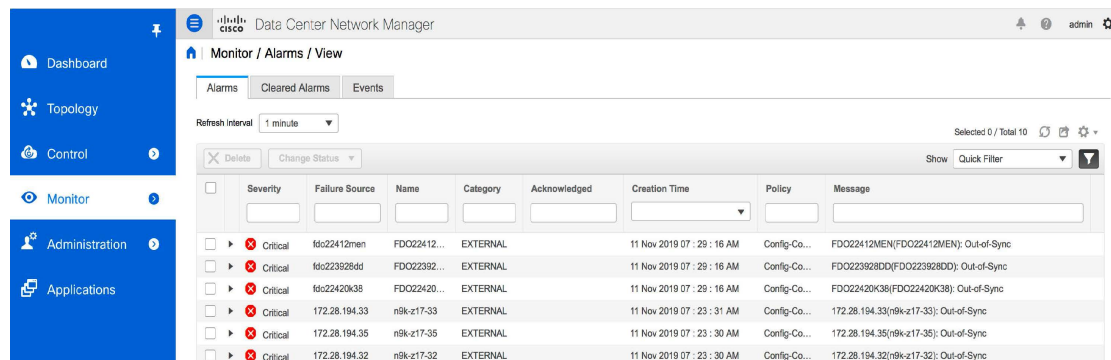 cisco Data Center Network Manager admin
Monitor / Alarms / View
Dashboard
Topology
Control
Monitor
Administration
Applications
Alarms Cleared Alarms Events
Refresh Interval 1 minute
Selected 0 / Total 10
Delete Change Status Show Quick Filter
Severity Failure Source Name Category Acknowledged Creation Time Policy Message
Critical fdo22412men FDO22412... EXTERNAL 11 Nov 2019 07 : 29 : 16 AM Config-Co... FDO22412MEN(FDO22412MEN): Out-of-Sync
Critical fdo223928dd FDO22392... EXTERNAL 11 Nov 2019 07 : 29 : 16 AM Config-Co... FDO223928DD(FDO223928DD): Out-of-Sync
Critical fdo22420k38 FDO22420... EXTERNAL 11 Nov 2019 07 : 29 : 16 AM Config-Co... FDO22420K38(FDO22420K38): Out-of-Sync
Critical 172.28.194.33 n9k-z17-33 EXTERNAL 11 Nov 2019 07 : 23 : 31 AM Config-Co... 172.28.194.33(n9k-z17-33): Out-of-Sync
Critical 172.28.194.35 n9k-z17-35 EXTERNAL 11 Nov 2019 07 : 23 : 30 AM Config-Co... 172.28.194.35(n9k-z17-35): Out-of-Sync
Critical 172.28.194.32 n9k-z17-32 EXTERNAL 11 Nov 2019 07 : 23 : 30 AM Config-Co... 172.28.194.32(n9k-z17-32): Out-of-Sync